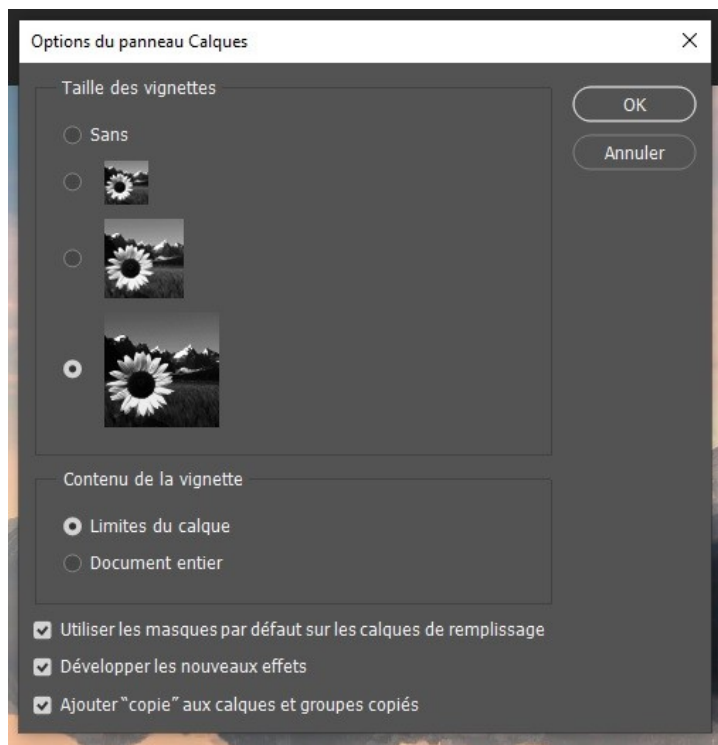 Options du panneau Calques
Taille des vignettes
OK
Sans
Annuler
Contenu de la vignette
Limites du calque
Document entier
Utiliser les masques par défaut sur les calques de remplissage
Développer les nouveaux effets
Ajouter “copie” aux calques et groupes copiés